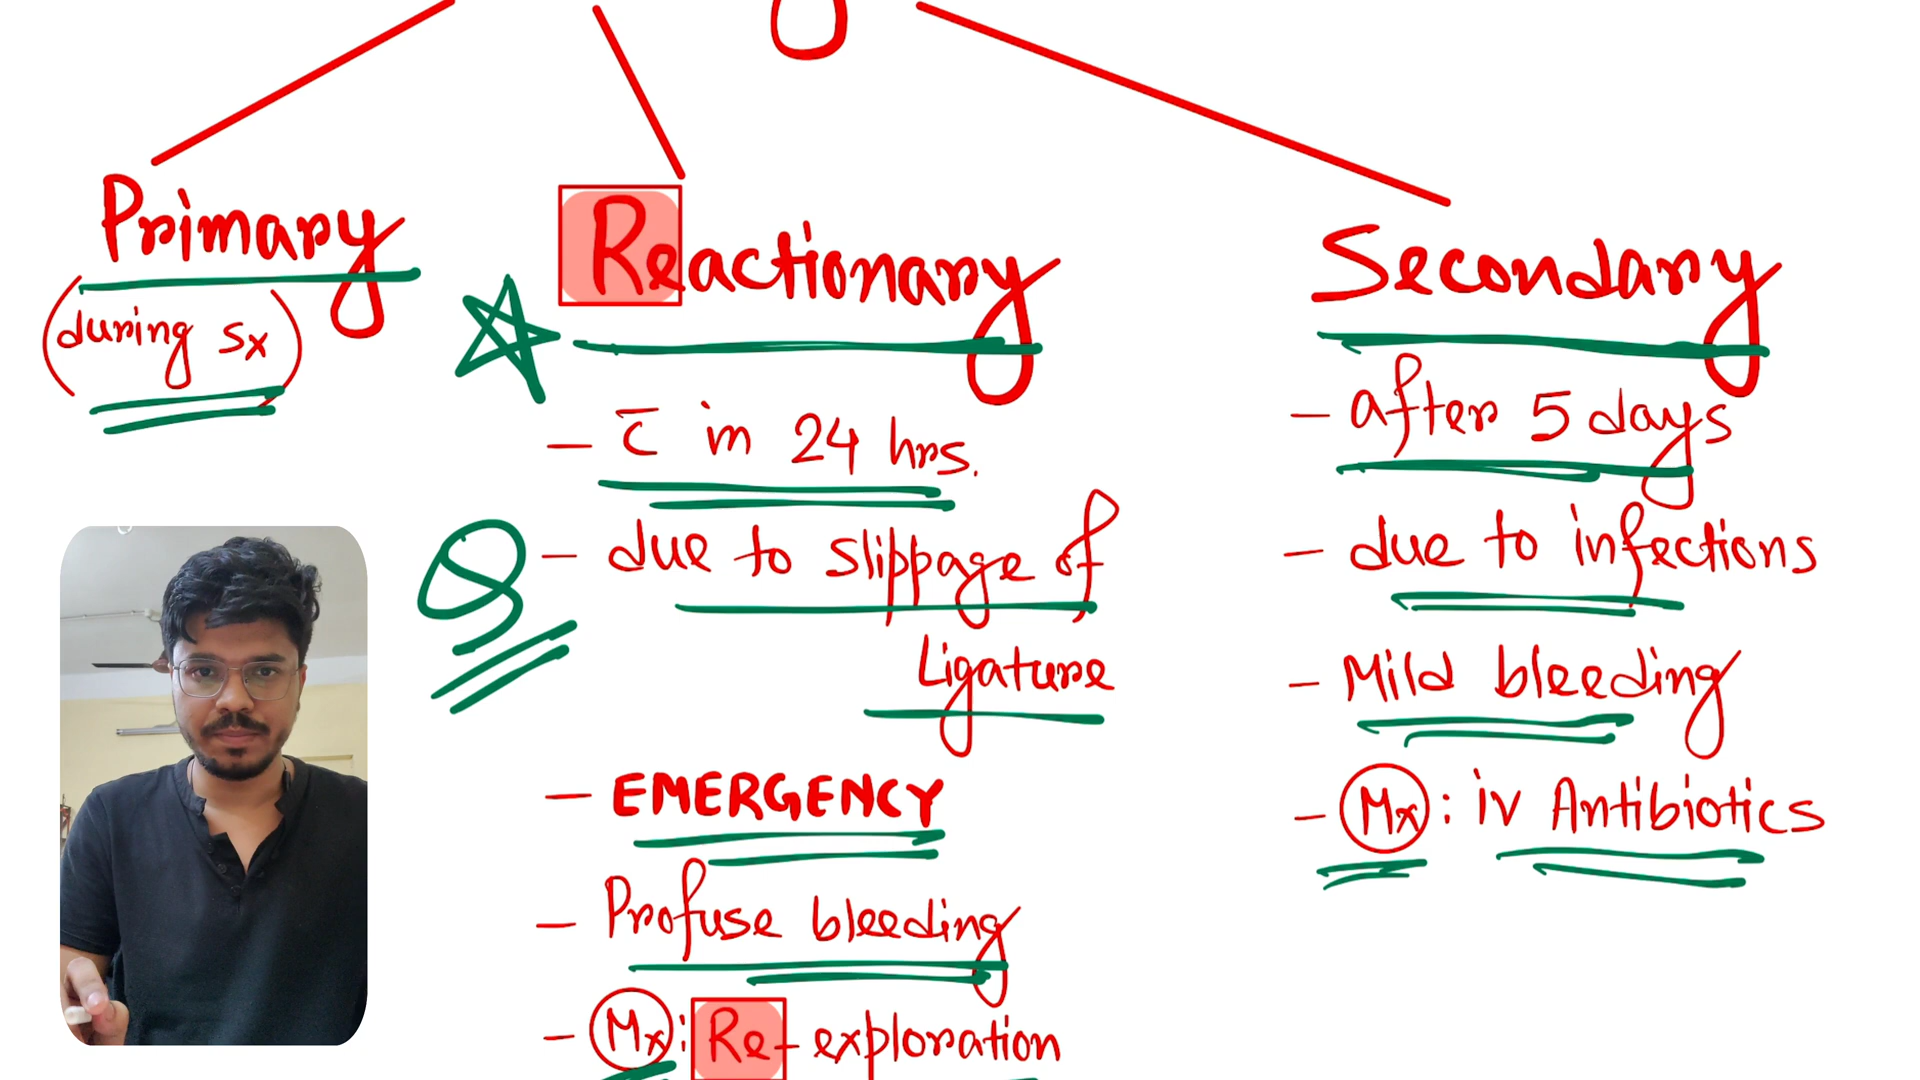 Primary
(during sx)
Reactionary
- c̅ in 24 hrs.
- due to slippage of
Ligature
- EMERGENCY
- Profuse bleeding
- Mx: Re-exploration
Secondary
- after 5 days
- due to infections
- Mild bleeding
- Mx: iv Antibiotics